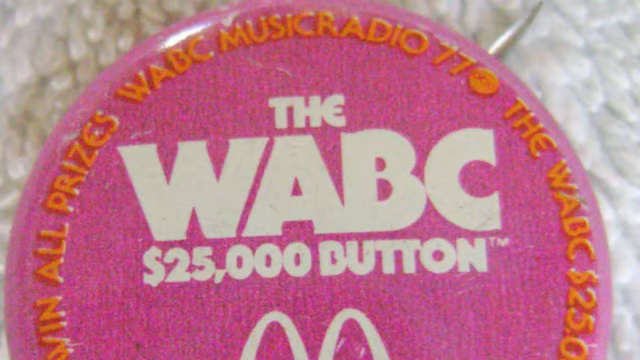 THE
WABC
$25,000 BUTTON™
WIN ALL PRIZES WABC MUSICRADIO 77 THE WABC $25,0